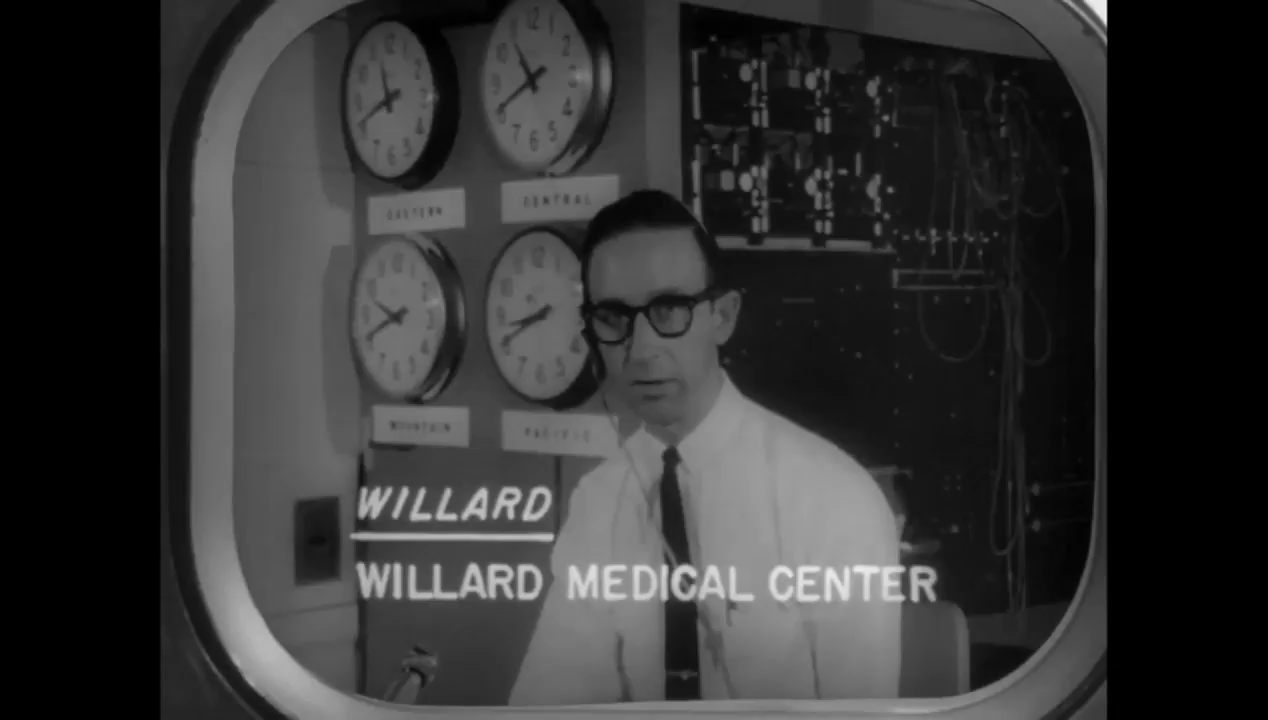 EASTERN
CENTRAL
MOUNTAIN
PACIFIC
WILLARD
WILLARD MEDICAL CENTER